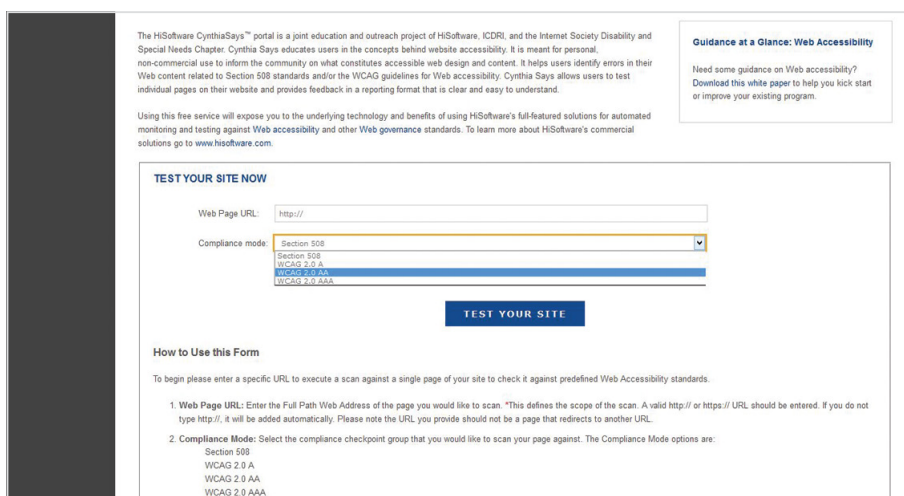 The HiSoftware CynthiaSays™ portal is a joint education and outreach project of HiSoftware, ICDRI, and the Internet Society Disability and
Special Needs Chapter. Cynthia Says educates users in the concepts behind website accessibility. It is meant for personal,
non-commercial use to inform the community on what constitutes accessible web design and content. It helps users identify errors in their
Web content related to Section 508 standards and/or the WCAG guidelines for Web accessibility. Cynthia Says allows users to test
individual pages on their website and provides feedback in a reporting format that is clear and easy to understand.
Using this free service will expose you to the underlying technology and benefits of using HiSoftware's full-featured solutions for automated
monitoring and testing against Web accessibility and other Web governance standards. To learn more about HiSoftware's commercial
solutions go to www.hisoftware.com.
Guidance at a Glance: Web Accessibility
Need some guidance on Web accessibility?
Download this white paper to help you kick start
or improve your existing program.
TEST YOUR SITE NOW
Web Page URL: http://
Compliance mode: Section 508
Section 508
WCAG 2.0 A
WCAG 2.0 AA
WCAG 2.0 AAA
TEST YOUR SITE
How to Use this Form
To begin please enter a specific URL to execute a scan against a single page of your site to check it against predefined Web Accessibility standards.
1. Web Page URL: Enter the Full Path Web Address of the page you would like to scan. *This defines the scope of the scan. A valid http:// or https:// URL should be entered. If you do not
type http://, it will be added automatically. Please note the URL you provide should not be a page that redirects to another URL.
2. Compliance Mode: Select the compliance checkpoint group that you would like to scan your page against. The Compliance Mode options are:
Section 508
WCAG 2.0 A
WCAG 2.0 AA
WCAG 2.0 AAA